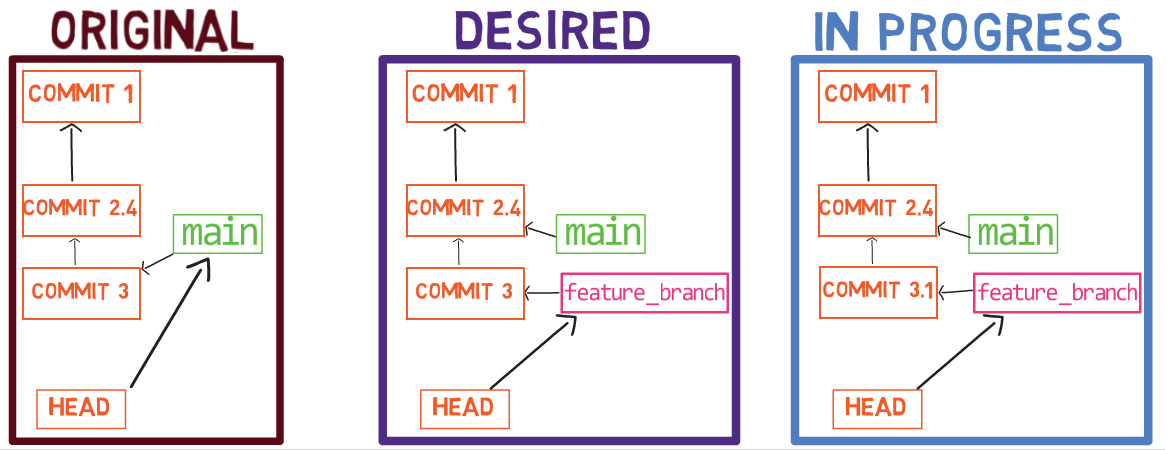 ORIGINAL
COMMIT 1
COMMIT 2.4
main
COMMIT 3
HEAD
DESIRED
COMMIT 1
COMMIT 2.4
main
COMMIT 3
feature_branch
HEAD
IN PROGRESS
COMMIT 1
COMMIT 2.4
main
COMMIT 3.1
feature_branch
HEAD